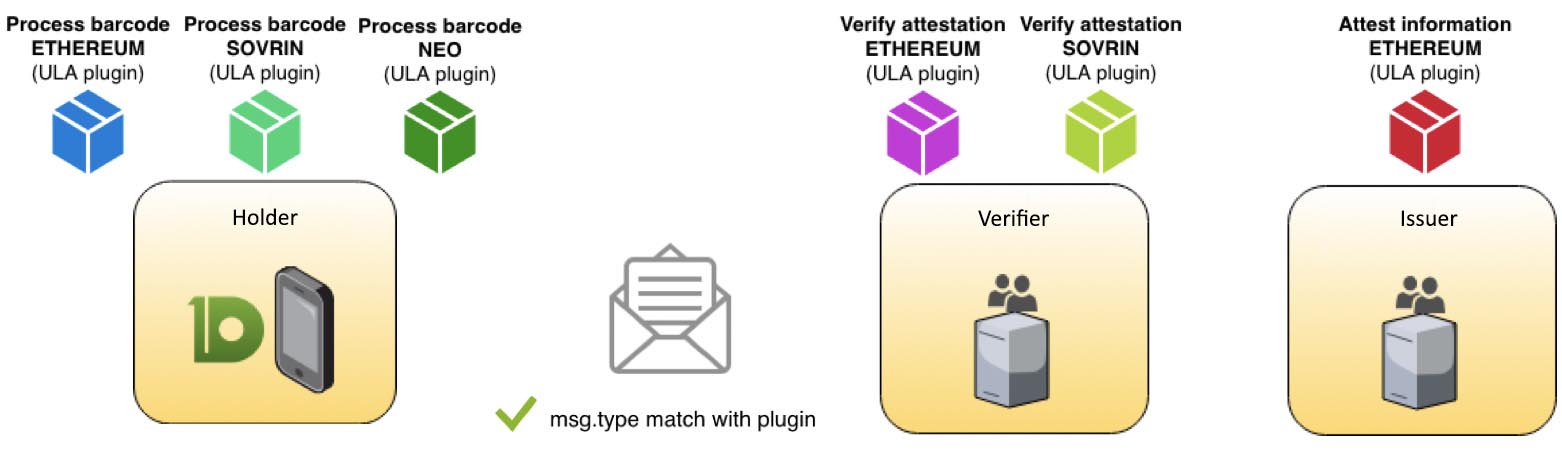 Process barcode
ETHEREUM
(ULA plugin)
Process barcode
SOVRIN
(ULA plugin)
Process barcode
NEO
(ULA plugin)
Verify attestation
ETHEREUM
(ULA plugin)
Verify attestation
SOVRIN
(ULA plugin)
Attest information
ETHEREUM
(ULA plugin)
Holder
ID
msg.type match with plugin
Verifier
Issuer